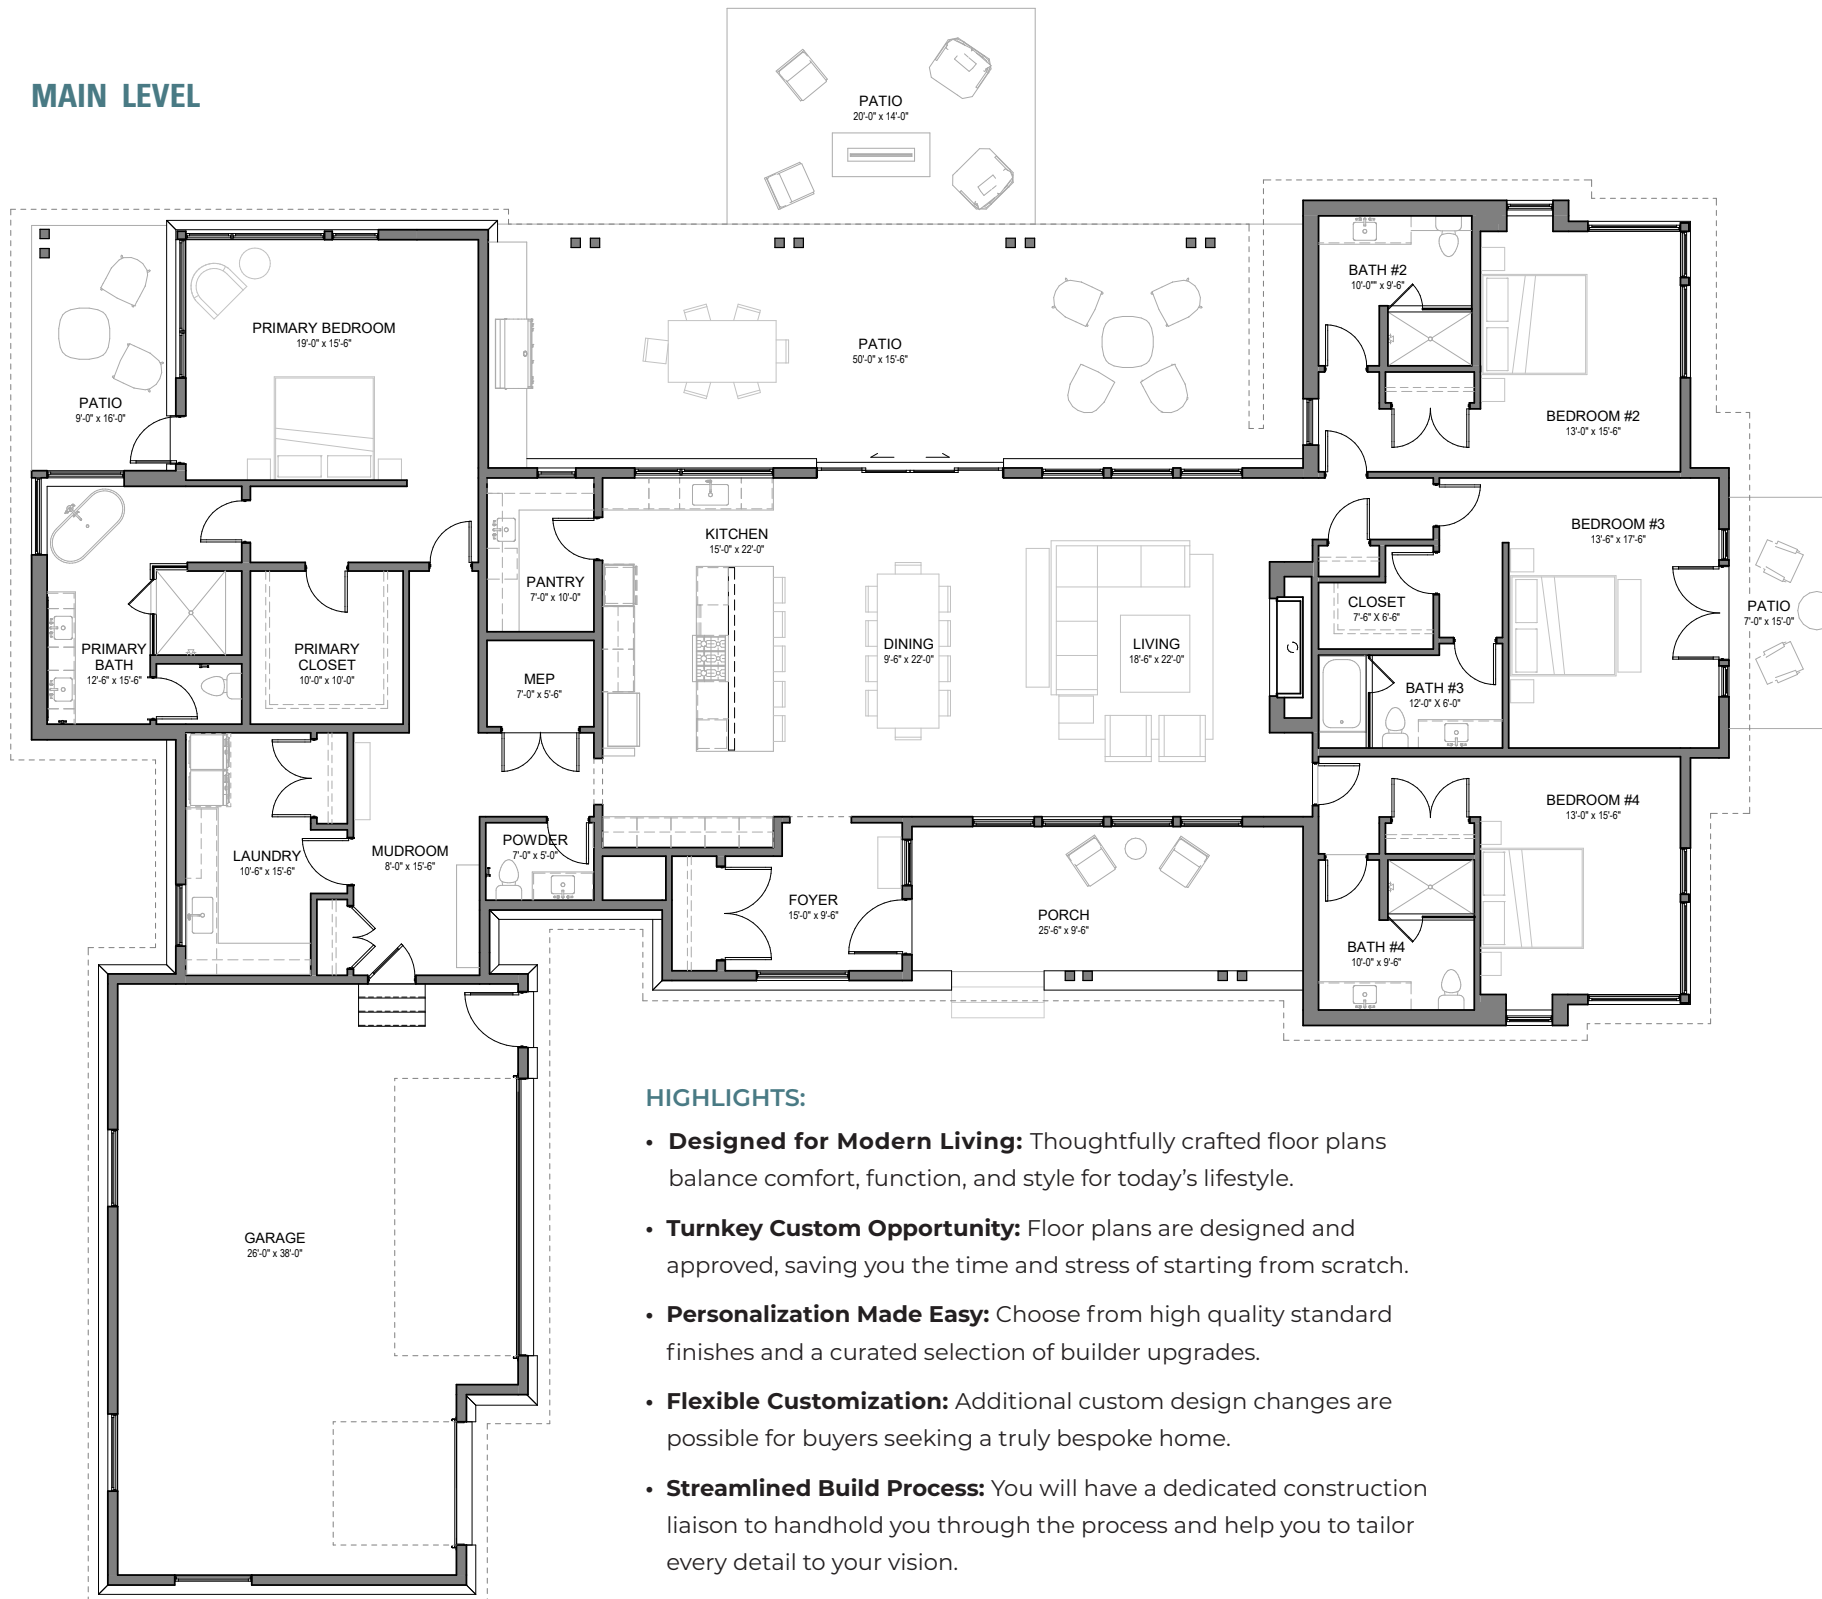 MAIN LEVEL
PATIO
20'-0" x 14'-0"
PRIMARY BEDROOM
19'-0" x 15'-6"
PATIO
9'-0" x 16'-0"
PATIO
50'-0" x 15'-6"
BATH #2
10'-0'" x 9'-6"
BEDROOM #2
13'-0" x 15'-6"
KITCHEN
15'-0" x 22'-0"
PANTRY
7'-0" x 10'-0"
BEDROOM #3
13'-6" x 17'-6"
CLOSET
7'-6" X 6'-6"
PATIO
7'-0" x 15'-0"
PRIMARY
BATH
12'-6" x 15'-6"
PRIMARY
CLOSET
10'-0" x 10'-0"
MEP
7'-0" x 5'-6"
DINING
9'-6" x 22'-0"
LIVING
18'-6" x 22'-0"
BATH #3
12'-0" X 6'-0"
LAUNDRY
10'-6" x 15'-6"
MUDROOM
8'-0" x 15'-6"
POWDER
7'-0" x 5'-0"
FOYER
15'-0" x 9'-6"
PORCH
25'-6" x 9'-6"
BEDROOM #4
13'-0" x 15'-6"
BATH #4
10'-0" x 9'-6"
GARAGE
26'-0" x 38'-0"
HIGHLIGHTS:
• Designed for Modern Living: Thoughtfully crafted floor plans
balance comfort, function, and style for today's lifestyle.
• Turnkey Custom Opportunity: Floor plans are designed and
approved, saving you the time and stress of starting from scratch.
• Personalization Made Easy: Choose from high quality standard
finishes and a curated selection of builder upgrades.
• Flexible Customization: Additional custom design changes are
possible for buyers seeking a truly bespoke home.
• Streamlined Build Process: You will have a dedicated construction
liaison to handhold you through the process and help you to tailor
every detail to your vision.